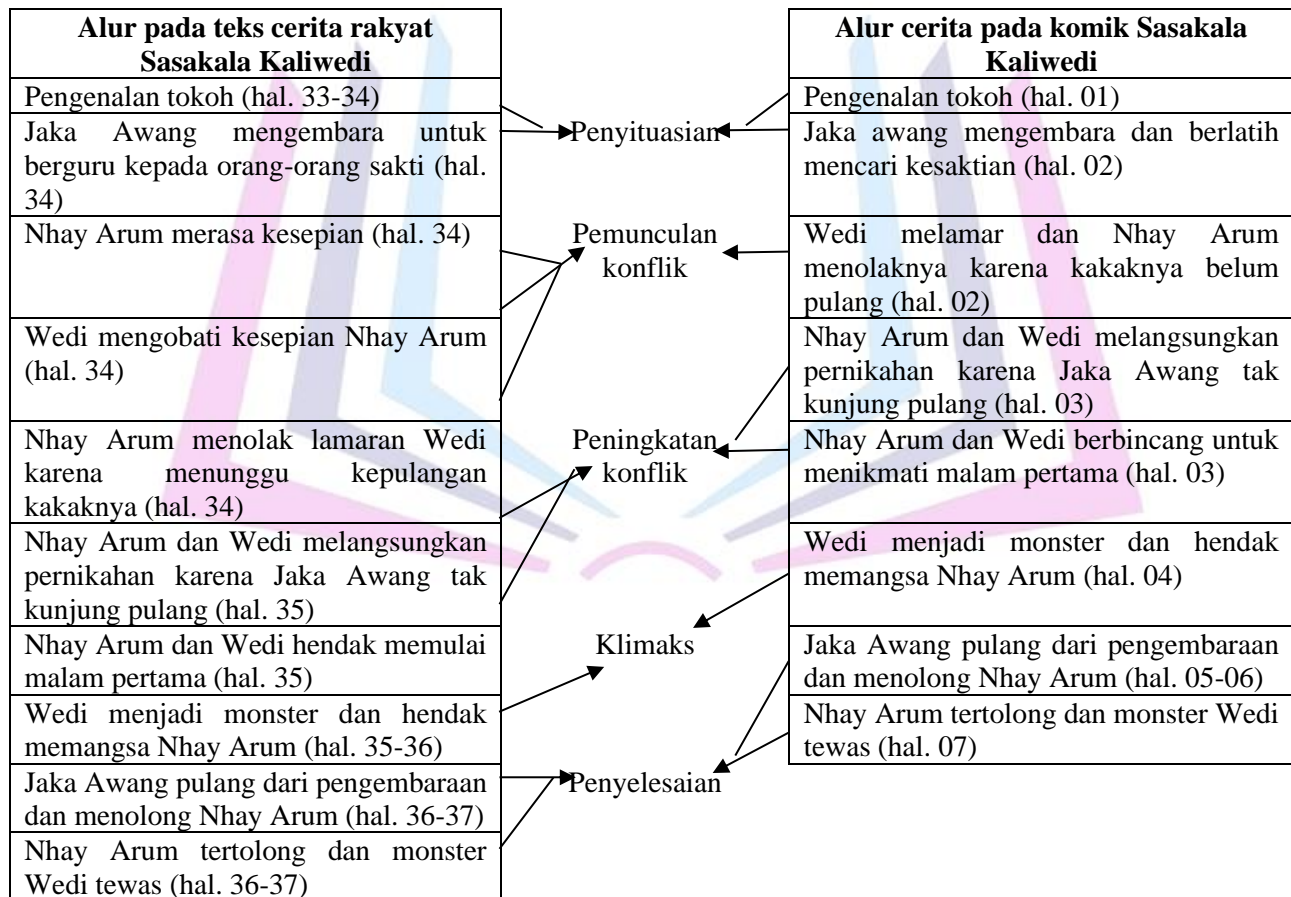 Alur pada teks cerita rakyat
Sasakala Kaliwedi
Pengenalan tokoh (hal. 33-34)
Jaka Awang mengembara untuk
berguru kepada orang-orang sakti (hal.
34)
Nhay Arum merasa kesepian (hal. 34)
Wedi mengobati kesepian Nhay Arum
(hal. 34)
Nhay Arum menolak lamaran Wedi
karena menunggu kepulangan
kakaknya (hal. 34)
Nhay Arum dan Wedi melangsungkan
pernikahan karena Jaka Awang tak
kunjung pulang (hal. 35)
Nhay Arum dan Wedi hendak memulai
malam pertama (hal. 35)
Wedi menjadi monster dan hendak
memangsa Nhay Arum (hal. 35-36)
Jaka Awang pulang dari pengembaraan
dan menolong Nhay Arum (hal. 36-37)
Nhay Arum tertolong dan monster
Wedi tewas (hal. 36-37)
Penyituasian
Pemunculan
konflik
Peningkatan
konflik
Klimaks
Penyelesaian
Alur cerita pada komik Sasakala
Kaliwedi
Pengenalan tokoh (hal. 01)
Jaka awang mengembara dan berlatih
mencari kesaktian (hal. 02)
Wedi melamar dan Nhay Arum
menolaknya karena kakaknya belum
pulang (hal. 02)
Nhay Arum dan Wedi melangsungkan
pernikahan karena Jaka Awang tak
kunjung pulang (hal. 03)
Nhay Arum dan Wedi berbincang untuk
menikmati malam pertama (hal. 03)
Wedi menjadi monster dan hendak
memangsa Nhay Arum (hal. 04)
Jaka Awang pulang dari pengembaraan
dan menolong Nhay Arum (hal. 05-06)
Nhay Arum tertolong dan monster Wedi
tewas (hal. 07)